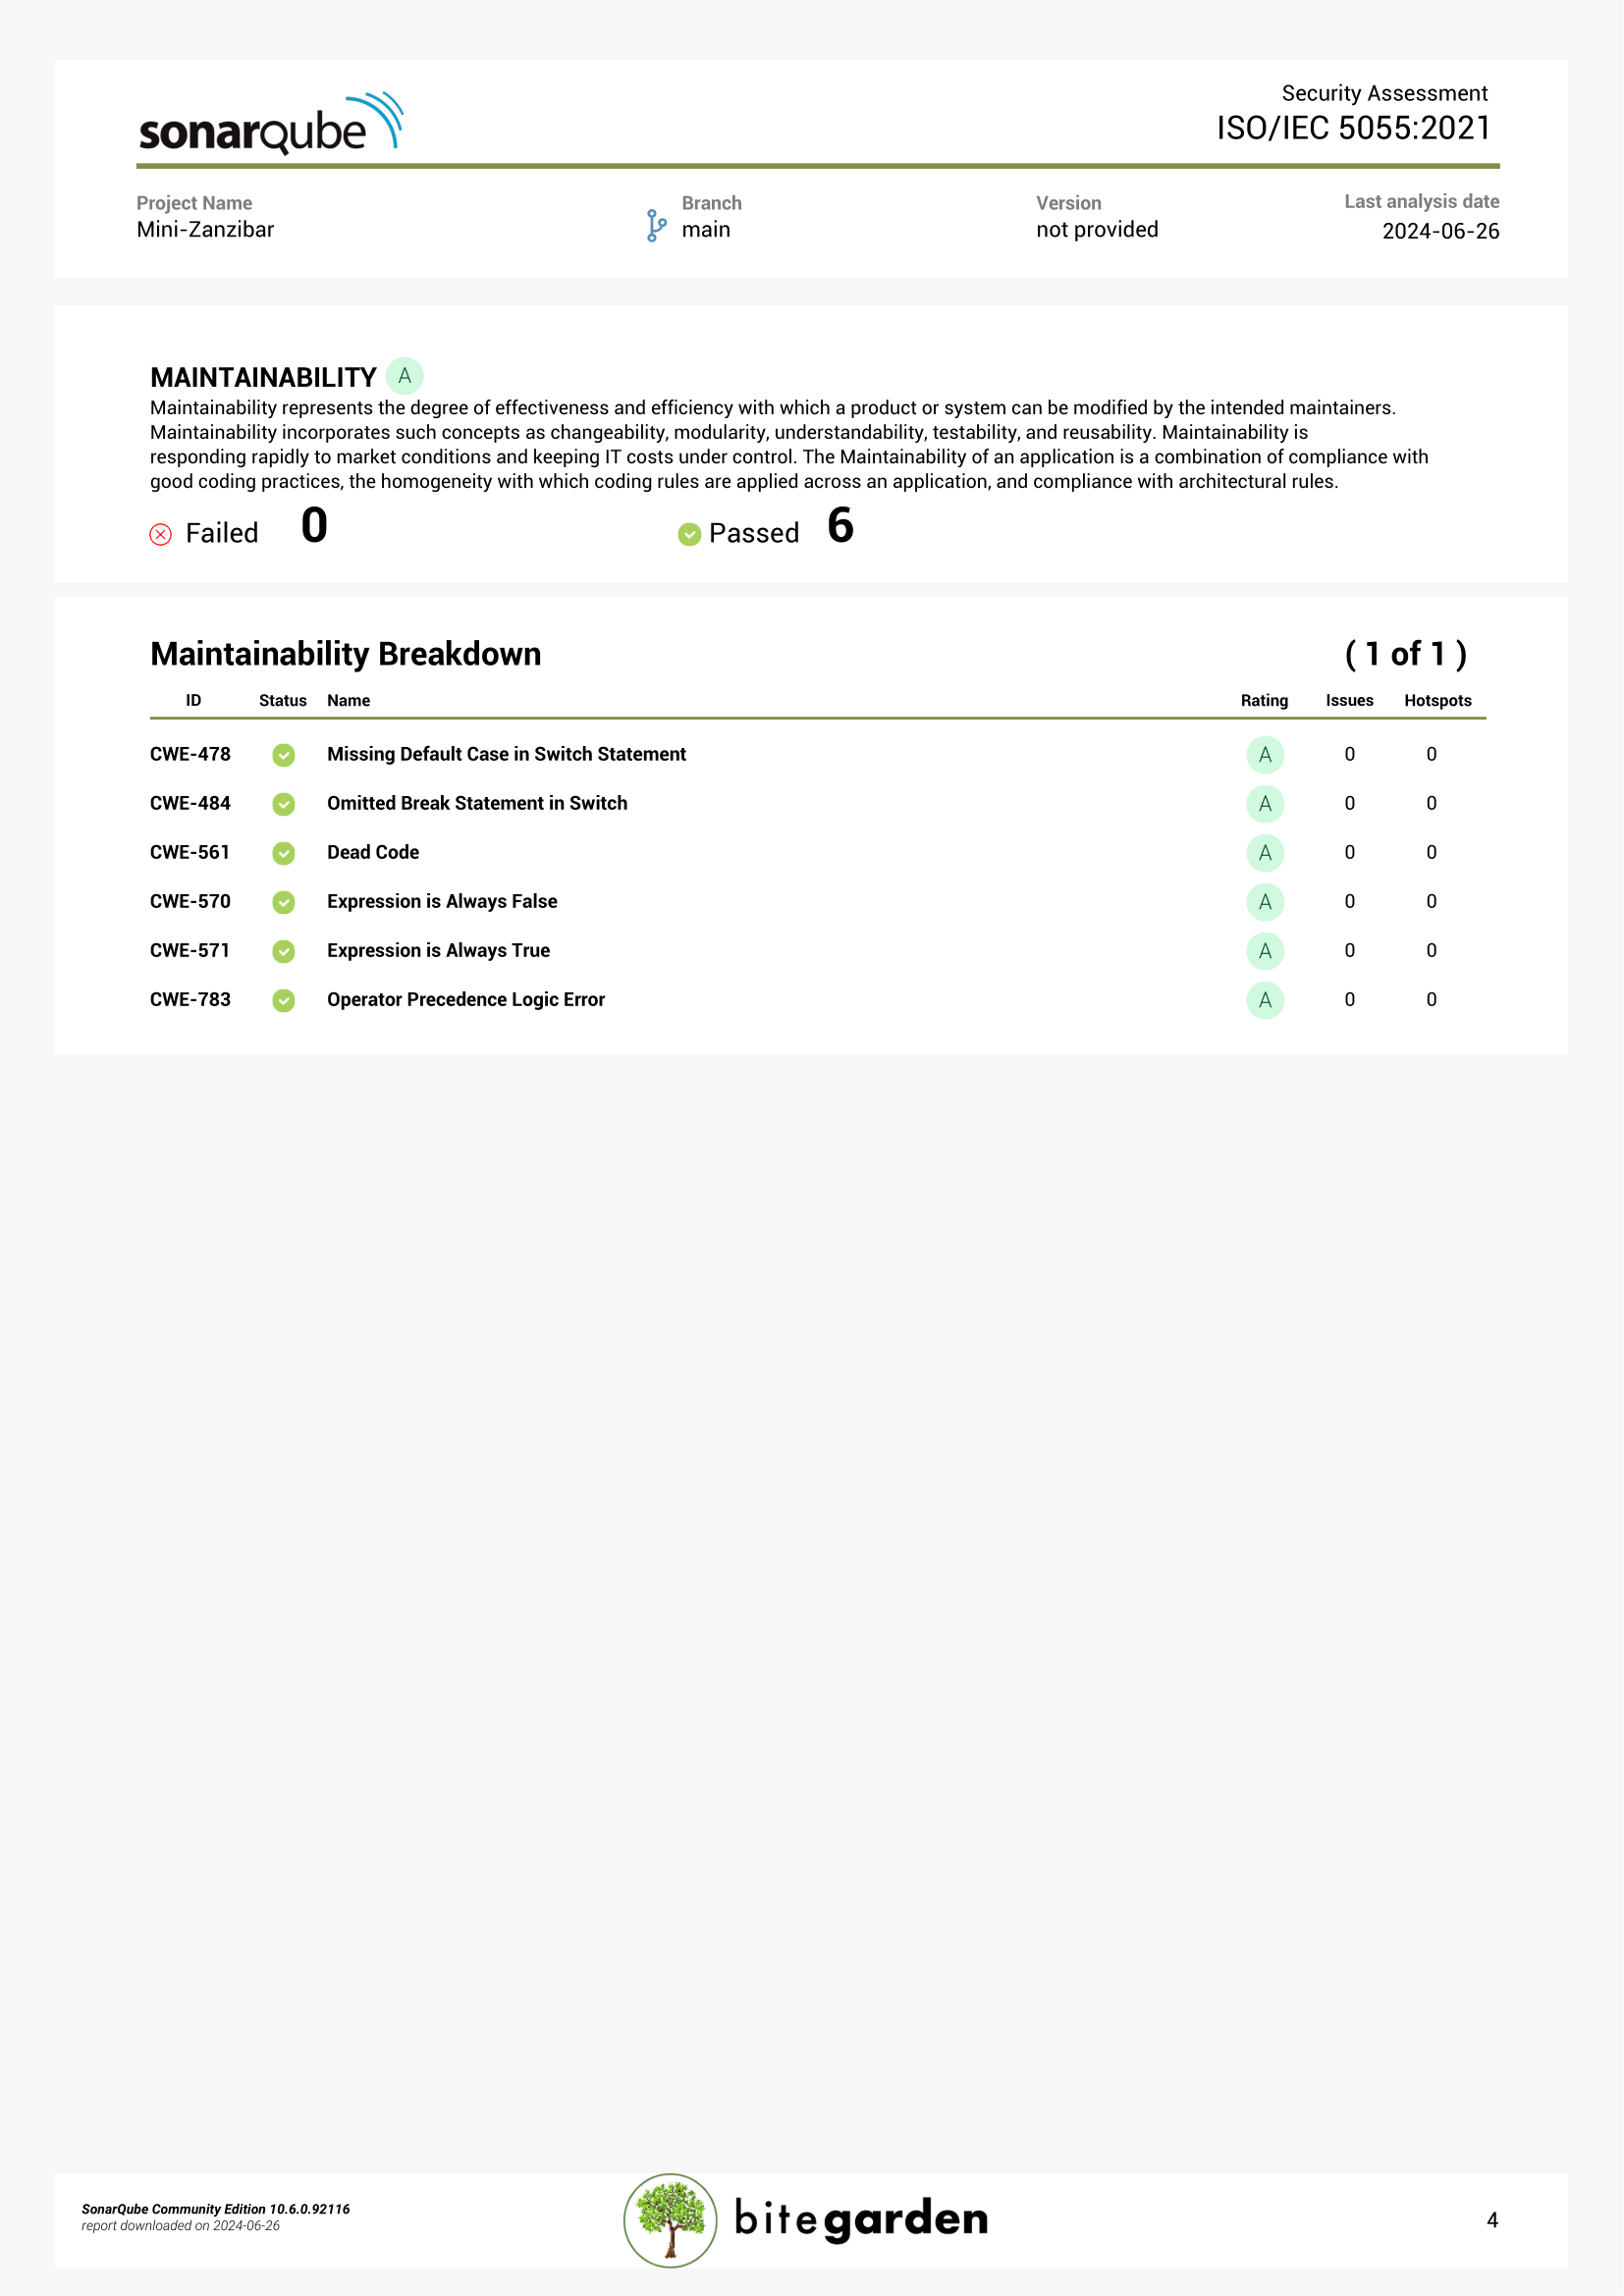 sonarqube
Security Assessment
ISO/IEC 5055:2021
Project Name
Mini-Zanzibar
Branch
main
Version
not provided
Last analysis date
2024-06-26
MAINTAINABILITY A
Maintainability represents the degree of effectiveness and efficiency with which a product or system can be modified by the intended maintainers.
Maintainability incorporates such concepts as changeability, modularity, understandability, testability, and reusability. Maintainability is
responding rapidly to market conditions and keeping IT costs under control. The Maintainability of an application is a combination of compliance with
good coding practices, the homogeneity with which coding rules are applied across an application, and compliance with architectural rules.
Failed 0 Passed 6
Maintainability Breakdown ( 1 of 1 )
ID Status Name Rating Issues Hotspots
CWE-478 Missing Default Case in Switch Statement A 0 0
CWE-484 Omitted Break Statement in Switch A 0 0
CWE-561 Dead Code A 0 0
CWE-570 Expression is Always False A 0 0
CWE-571 Expression is Always True A 0 0
CWE-783 Operator Precedence Logic Error A 0 0
SonarQube Community Edition 10.6.0.92116
report downloaded on 2024-06-26
bitegarden
4